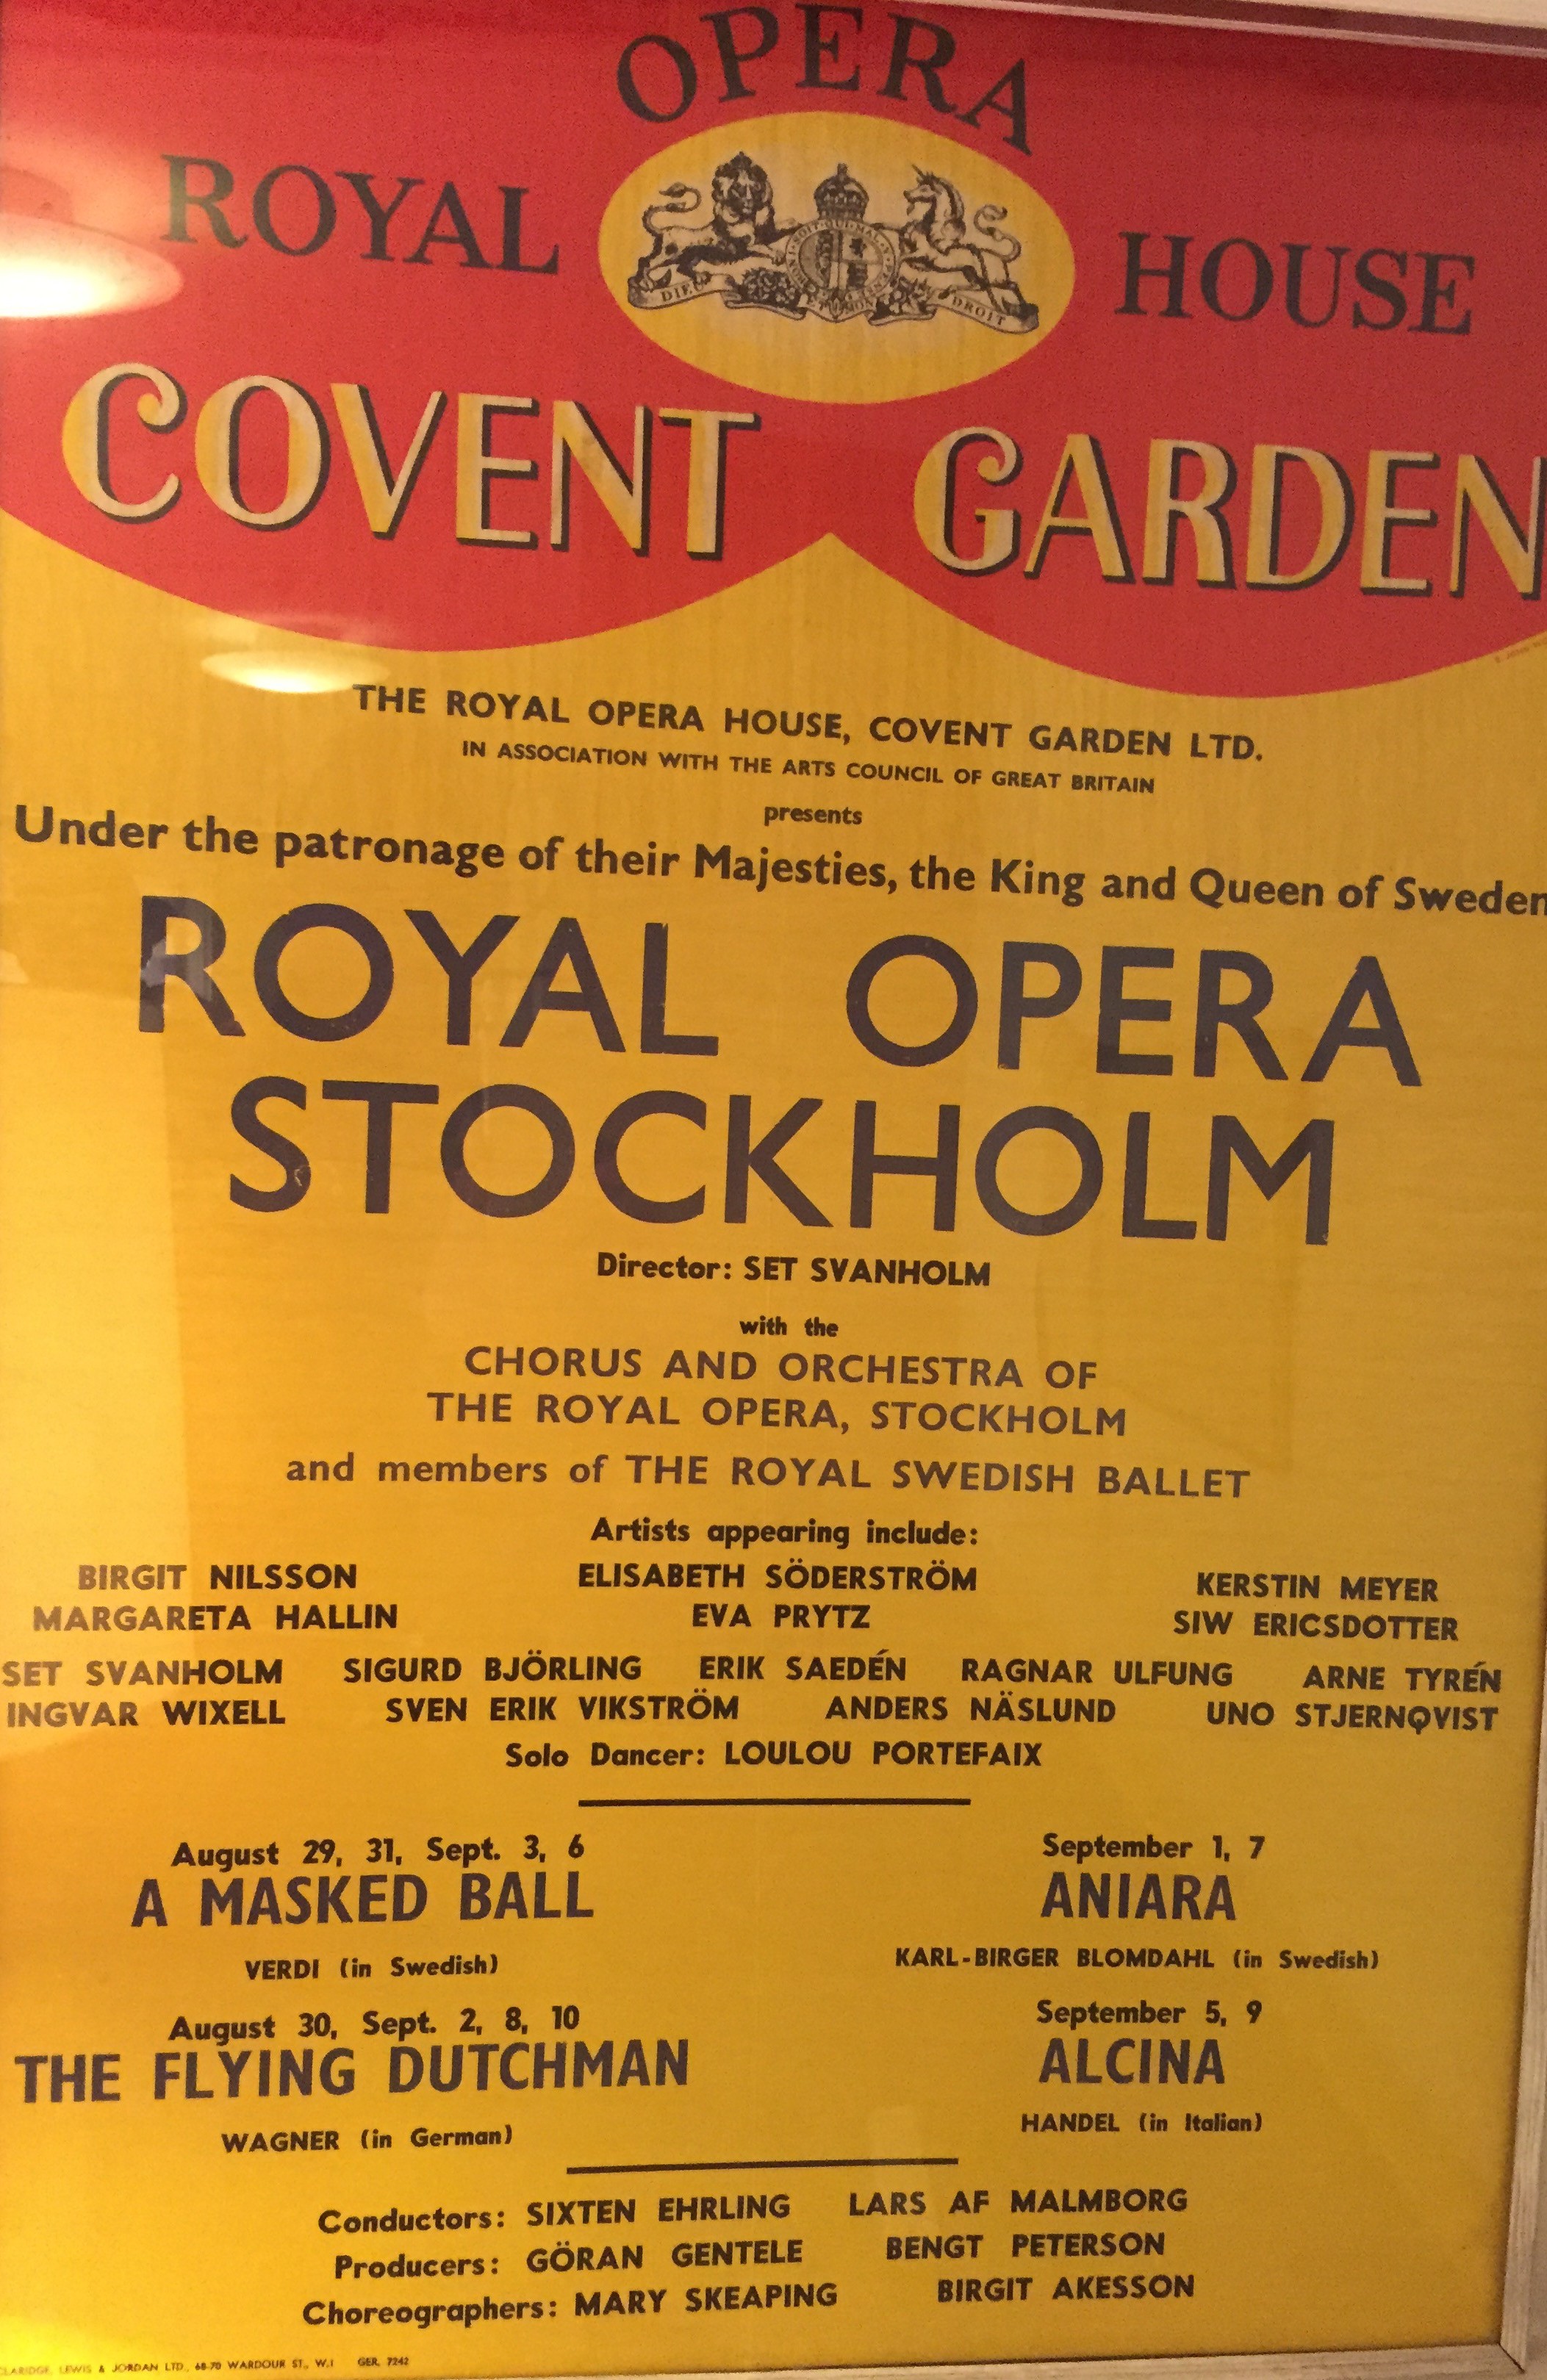 OPERA
ROYAL HOUSE
DIEU DROIT
COVENT GARDEN
THE ROYAL OPERA HOUSE, COVENT GARDEN LTD.
IN ASSOCIATION WITH THE ARTS COUNCIL OF GREAT BRITAIN
presents
Under the patronage of their Majesties, the King and Queen of Sweden
ROYAL OPERA
STOCKHOLM
Director: SET SVANHOLM
with the
CHORUS AND ORCHESTRA OF
THE ROYAL OPERA, STOCKHOLM
and members of THE ROYAL SWEDISH BALLET
Artists appearing include:
BIRGIT NILSSON ELISABETH SÖDERSTRÖM KERSTIN MEYER
MARGARETA HALLIN EVA PRYTZ SIW ERICSDOTTER
SET SVANHOLM SIGURD BJÖRLING ERIK SAEDÉN RAGNAR ULFUNG ARNE TYRÉN
INGVAR WIXELL SVEN ERIK VIKSTRÖM ANDERS NÄSLUND UNO STJERNQVIST
Solo Dancer: LOULOU PORTEFAIX
August 29, 31, Sept. 3, 6
A MASKED BALL
VERDI (in Swedish)
September 1, 7
ANIARA
KARL-BIRGER BLOMDAHL (in Swedish)
August 30, Sept. 2, 8, 10
THE FLYING DUTCHMAN
WAGNER (in German)
September 5, 9
ALCINA
HANDEL (in Italian)
Conductors: SIXTEN EHRLING LARS AF MALMBORG
Producers: GÖRAN GENTELE BENGT PETERSON
Choreographers: MARY SKEAPING BIRGIT AKESSON
CLARIDGE, LEWIS & JORDAN LTD., 68-70 WARDOUR ST., W.1 GER. 7242